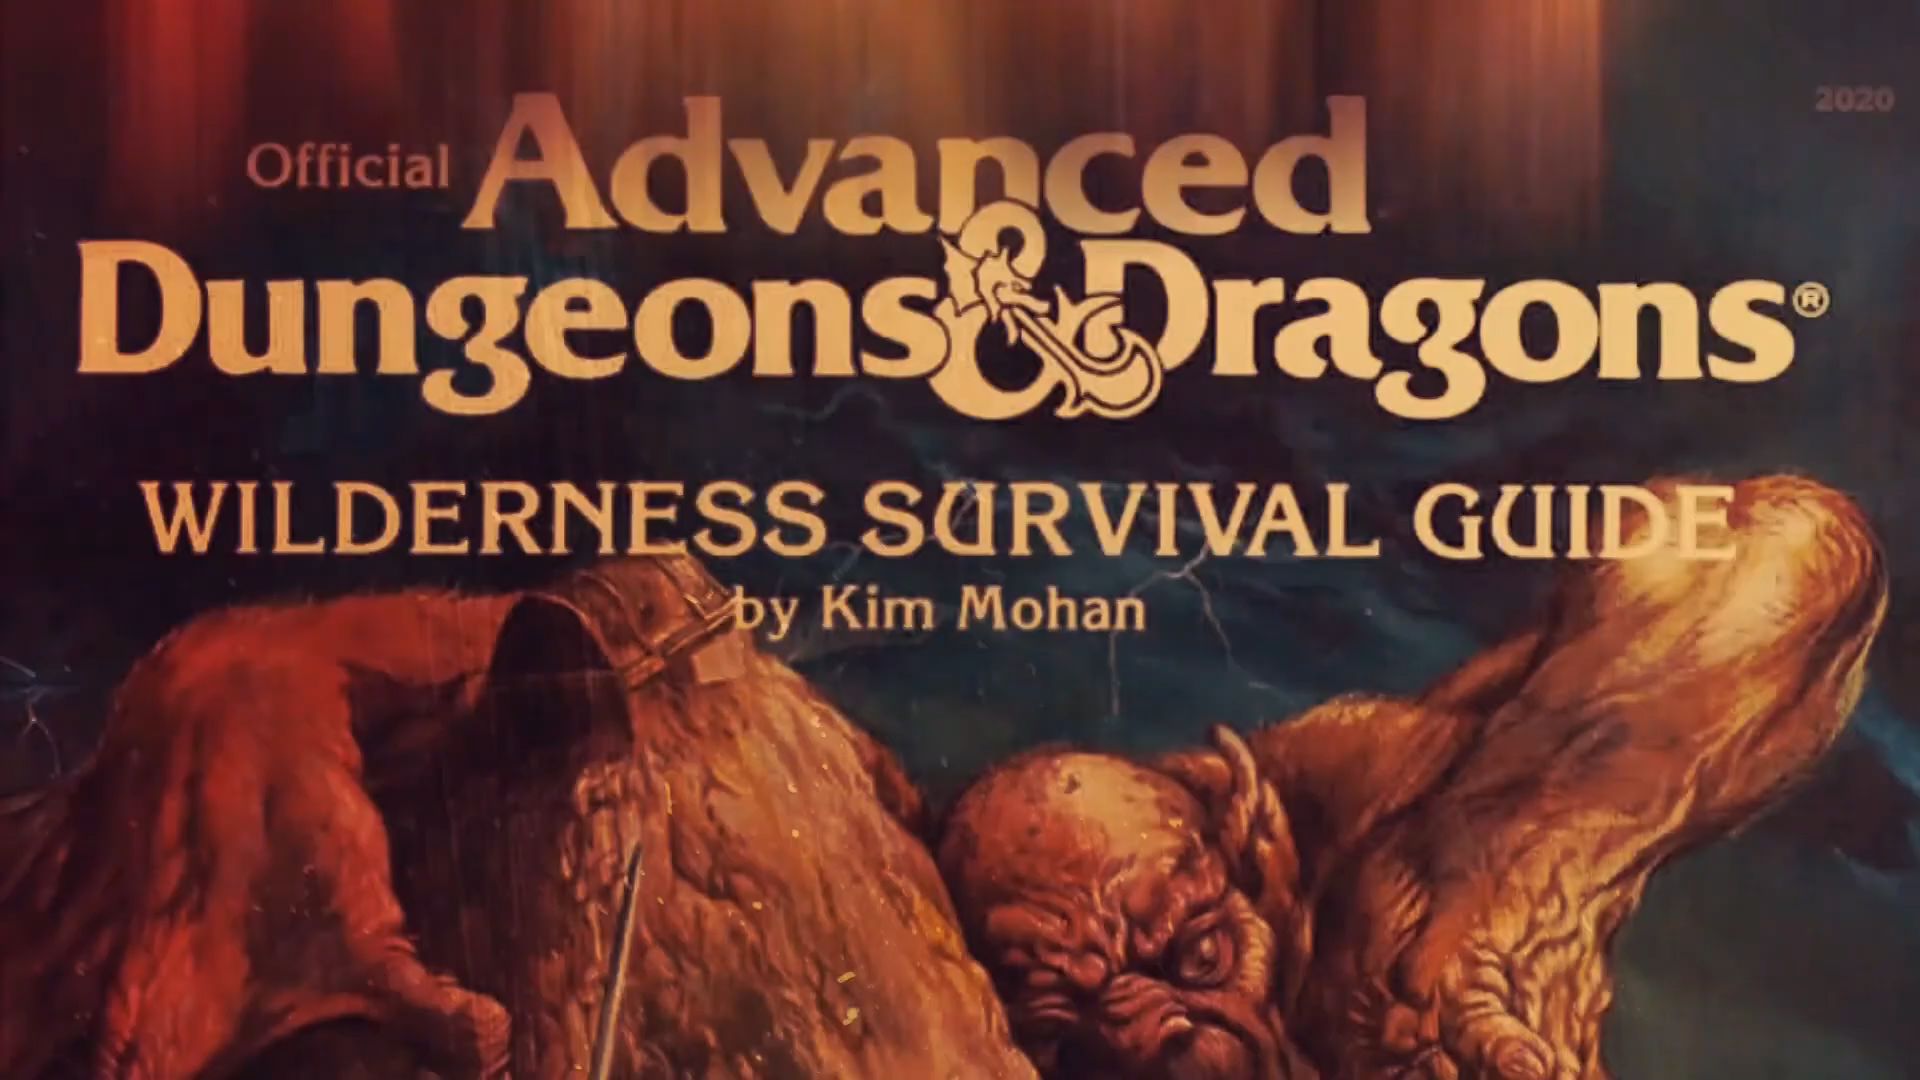 2020
Official Advanced
Dungeons & Dragons®
WILDERNESS SURVIVAL GUIDE
by Kim Mohan